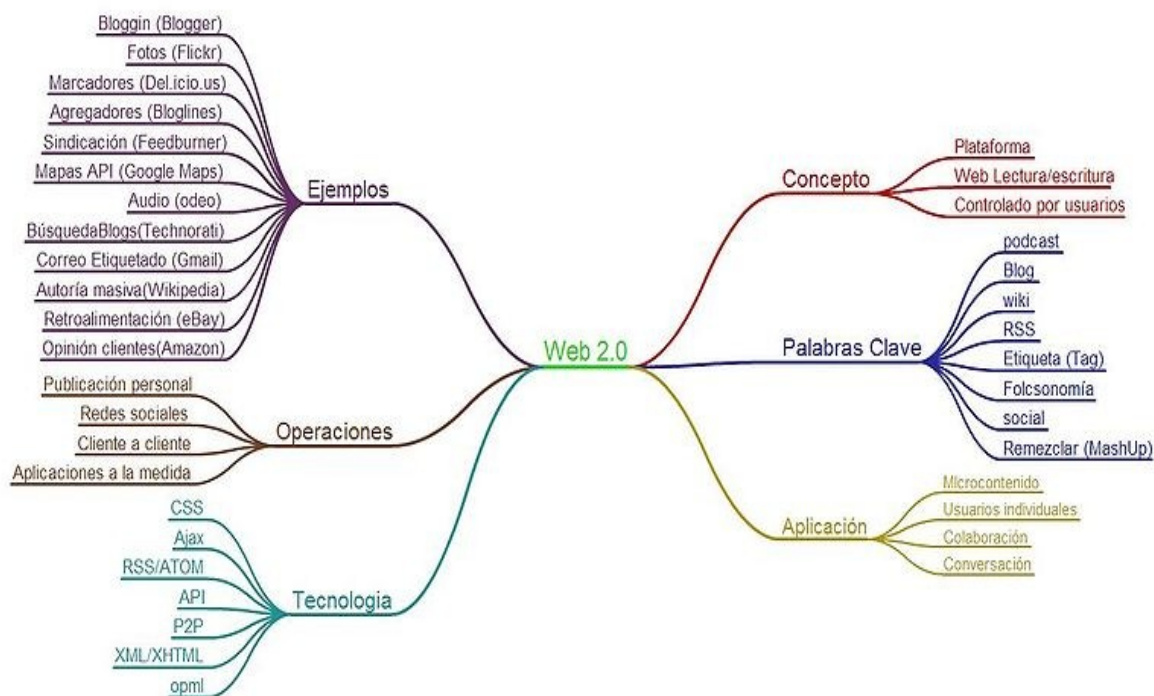 Web 2.0
Ejemplos
Bloggin (Blogger)
Fotos (Flickr)
Marcadores (Del.icio.us)
Agregadores (Bloglines)
Sindicación (Feedburner)
Mapas API (Google Maps)
Audio (odeo)
BúsquedaBlogs(Technorati)
Correo Etiquetado (Gmail)
Autoría masiva(Wikipedia)
Retroalimentación (eBay)
Opinión clientes(Amazon)
Operaciones
Publicación personal
Redes sociales
Cliente a cliente
Aplicaciones a la medida
Tecnologia
CSS
Ajax
RSS/ATOM
API
P2P
XML/XHTML
opml
Concepto
Plataforma
Web Lectura/escritura
Controlado por usuarios
Palabras Clave
podcast
Blog
wiki
RSS
Etiqueta (Tag)
Folcsonomía
social
Remezclar (MashUp)
Aplicación
MIcrocontenido
Usuarios individuales
Colaboración
Conversación